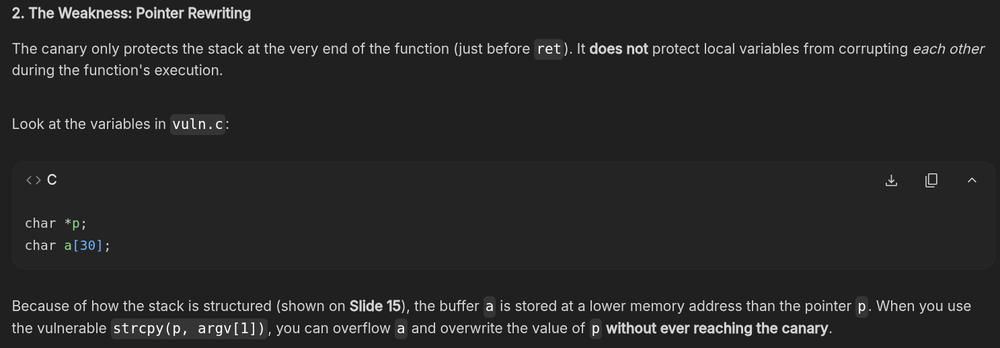 2. The Weakness: Pointer Rewriting
The canary only protects the stack at the very end of the function (just before ret). It does not protect local variables from corrupting each other
during the function's execution.
Look at the variables in vuln.c:
<> C
char *p;
char a[30];
Because of how the stack is structured (shown on Slide 15), the buffer a is stored at a lower memory address than the pointer p. When you use
the vulnerable strcpy(p, argv[1]), you can overflow a and overwrite the value of p without ever reaching the canary.